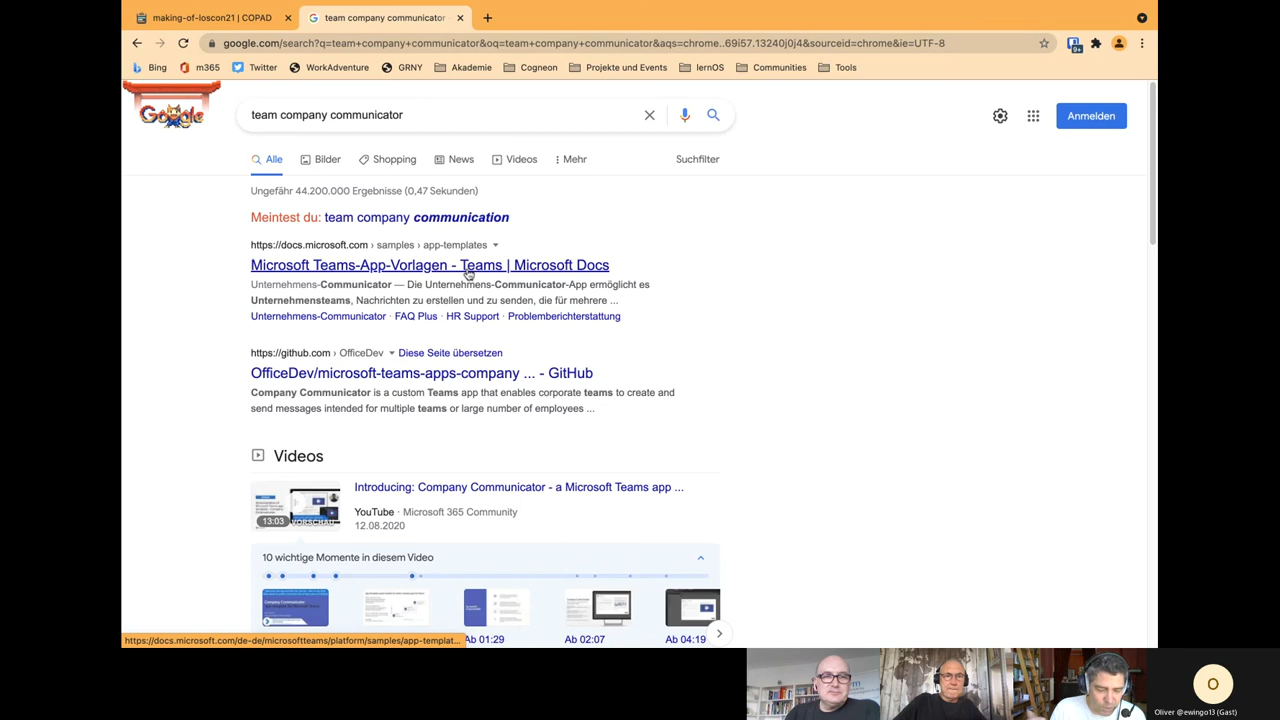 making-of-loscon21 | COPAD
team company communicator
google.com/search?q=team+company+communicator&oq=team+company+communicator&aqs=chrome..69i57.13240j0j4&sourceid=chrome&ie=UTF-8
9+
Bing
m365
Twitter
WorkAdventure
GRNY
Akademie
Cogneon
Projekte und Events
lernOS
Communities
Tools
Google
team company communicator
Anmelden
Alle
Bilder
Shopping
News
Videos
Mehr
Suchfilter
Ungefähr 44.200.000 Ergebnisse (0,47 Sekunden)
Meintest du: team company communication
https://docs.microsoft.com › samples › app-templates
Microsoft Teams-App-Vorlagen - Teams | Microsoft Docs
Unternehmens-Communicator — Die Unternehmens-Communicator-App ermöglicht es
Unternehmensteams, Nachrichten zu erstellen und zu senden, die für mehrere ...
Unternehmens-Communicator · FAQ Plus · HR Support · Problemberichterstattung
https://github.com › OfficeDev Diese Seite übersetzen
OfficeDev/microsoft-teams-apps-company ... - GitHub
Company Communicator is a custom Teams app that enables corporate teams to create and
send messages intended for multiple teams or large number of employees ...
Videos
Introducing: Company Communicator - a Microsoft Teams app ...
13:03
VORSCHAU
YouTube · Microsoft 365 Community
12.08.2020
10 wichtige Momente in diesem Video
Ab 01:29
Ab 02:07
Ab 04:19
https://docs.microsoft.com/de-de/microsoftteams/platform/samples/app-templat...
O
Oliver @ewingo13 (Gast)